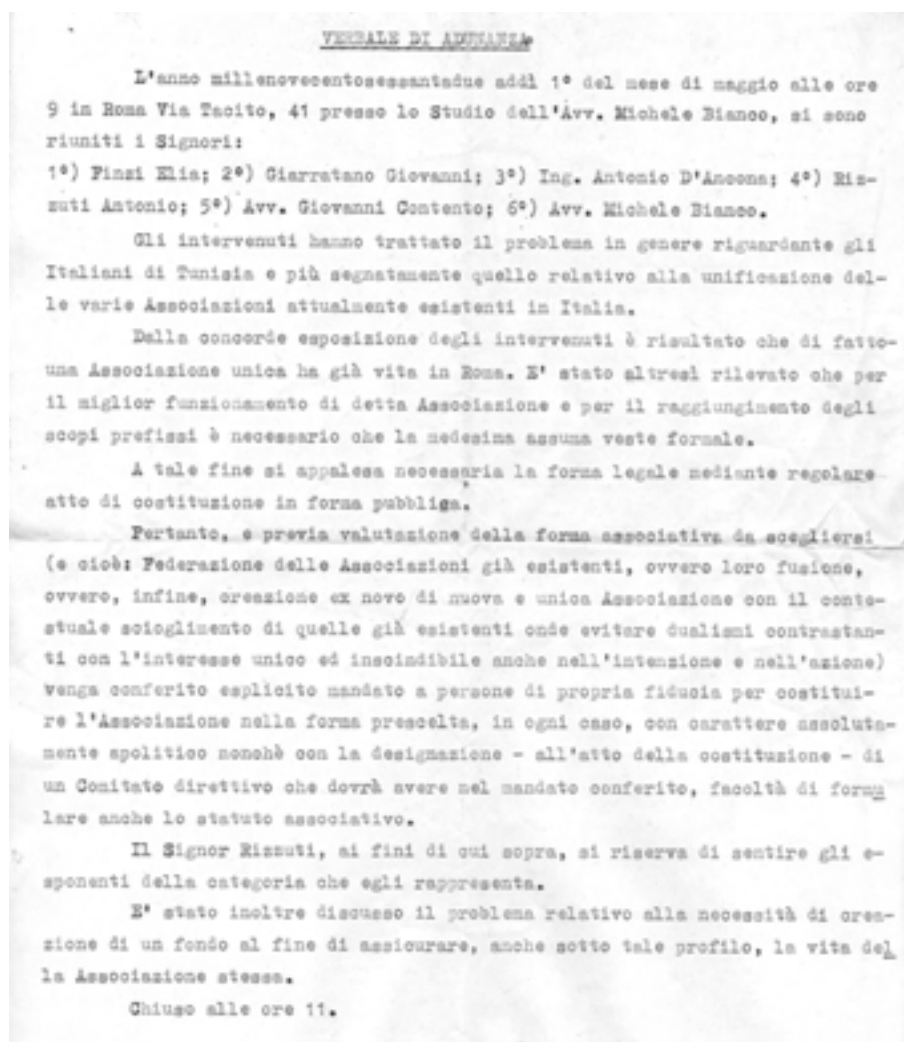 VERBALE DI ADUNANZA.
L'anno millenovecentosessantadue addì 1° del mese di maggio alle ore
9 in Roma Via Tacito, 41 presso lo Studio dell'Avv. Michele Bianco, si sono
riuniti i Signori:
1°) Finzi Elia; 2°) Giarratano Giovanni; 3°) Ing. Antonio D'Ancona; 4°) Riz-
zuti Antonio; 5°) Avv. Giovanni Contento; 6°) Avv. Michele Bianco.
Gli intervenuti hanno trattato il problema in genere riguardante gli
Italiani di Tunisia e più segnatamente quello relativo alla unificazione del-
le varie Associazioni attualmente esistenti in Italia.
Dalla concorde esposizione degli intervenuti è risultato che di fatto-
una Associazione unica ha già vita in Roma. E' stato altresì rilevato che per
il miglior funzionamento di detta Associazione e per il raggiungimento degli
scopi prefissi è necessario che la medesima assuma veste formale.
A tale fine si appalesa necessaria la forma legale mediante regolare
atto di costituzione in forma pubblica.
Pertanto, e previa valutazione della forma associativa da scegliersi
(e cioè: Federazione delle Associazioni già esistenti, ovvero loro fusione,
ovvero, infine, creazione ex novo di nuova e unica Associazione con il conte-
stuale scioglimento di quelle già esistenti onde evitare dualismi contrastan-
ti con l'interesse unico ed inscindibile anche nell'intenzione e nell'azione)
venga conferito esplicito mandato a persone di propria fiducia per costitui-
re l'Associazione nella forma prescelta, in ogni caso, con carattere assoluta-
mente apolitico nonchè con la designazione - all'atto della costituzione - di
un Comitato direttivo che dovrà avere nel mandato conferito, facoltà di formu
lare anche lo statuto associativo.
Il Signor Rizzuti, ai fini di cui sopra, si riserva di sentire gli e-
sponenti della categoria che egli rappresenta.
E' stato inoltre discusso il problema relativo alla necessità di crea-
zione di un fondo al fine di assicurare, anche sotto tale profilo, la vita del
la Associazione stessa.
Chiuso alle ore 11.